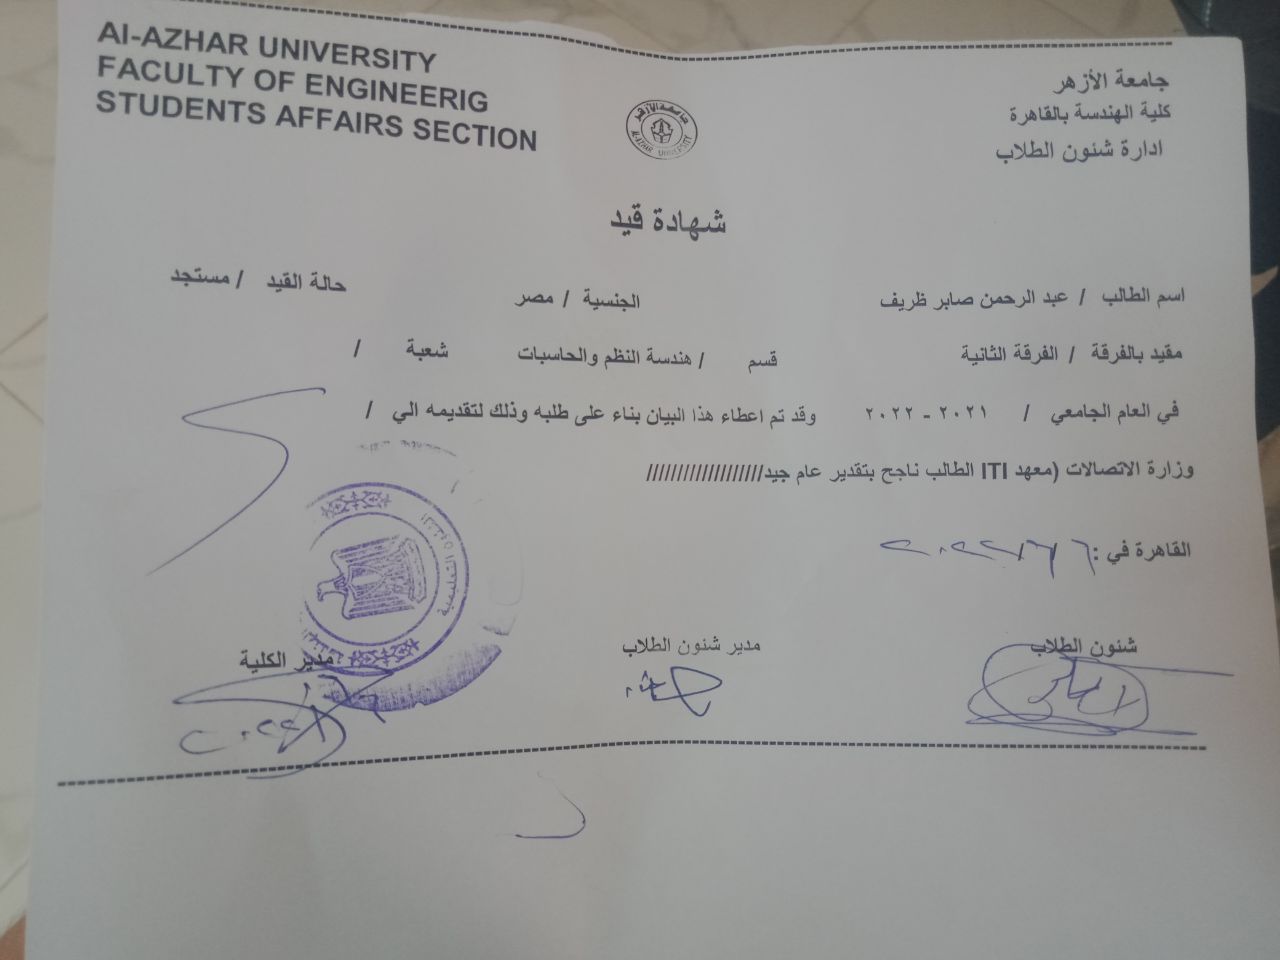 Al-AZHAR UNIVERSITY
FACULTY OF ENGINEERIG
STUDENTS AFFAIRS SECTION
جامعة الأزهر
كلية الهندسة بالقاهرة
ادارة شئون الطلاب
جامعة الأزهر
AL-AZHAR UNIVERSITY
شهادة قيد
اسم الطالب / عبد الرحمن صابر ظريف الجنسية / مصر حالة القيد / مستجد
مقيد بالفرقة / الفرقة الثانية قسم / هندسة النظم والحاسبات شعبة /
في العام الجامعي / ٢٠٢١ - ٢٠٢٢ وقد تم اعطاء هذا البيان بناء على طلبه وذلك لتقديمه الي /
وزارة الاتصالات (معهد ITI الطالب ناجح بتقدير عام جيد///////////////////
القاهرة في : ٢٠٢٢/٦/٦
شئون الطلاب مدير شئون الطلاب مدير الكلية